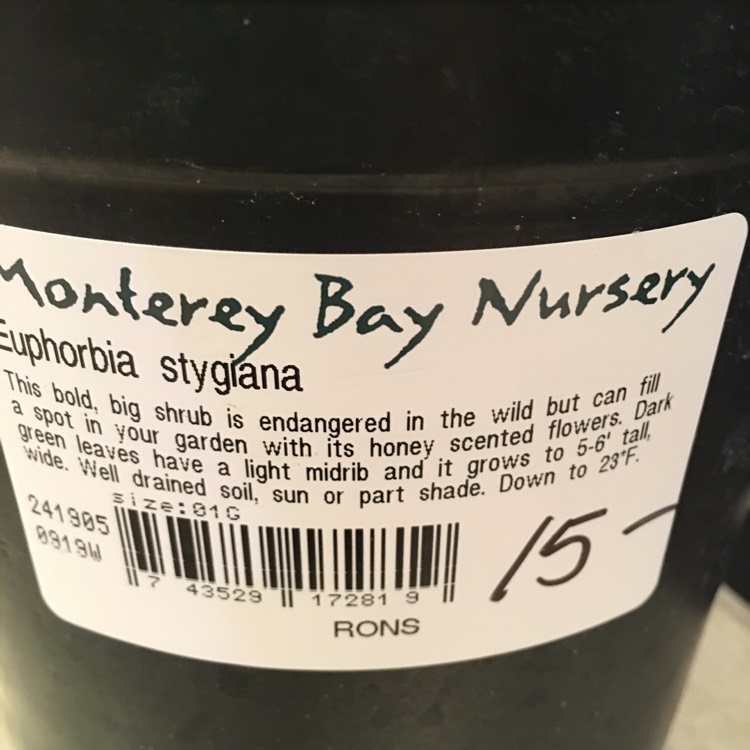 Monterey Bay Nursery
Euphorbia stygiana
This bold, big shrub is endangered in the wild but can fill
a spot in your garden with its honey scented flowers. Dark
green leaves have a light midrib and it grows to 5-6' tall,
wide. Well drained soil, sun or part shade. Down to 23°F.
size:01G
241905
0919W
15-
7 43529 17281 9
RONS